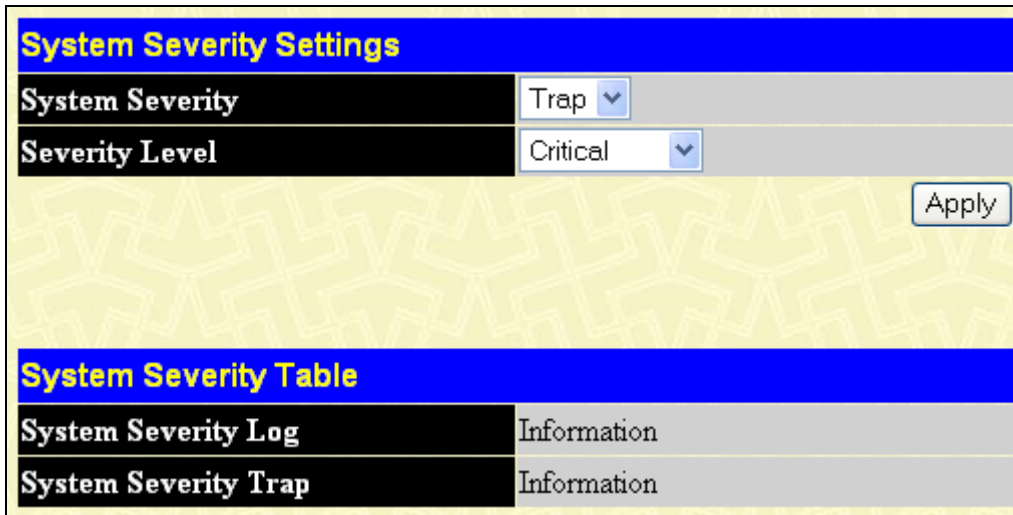 System Severity Settings
System Severity Trap
Severity Level Critical
Apply
System Severity Table
System Severity Log Information
System Severity Trap Information